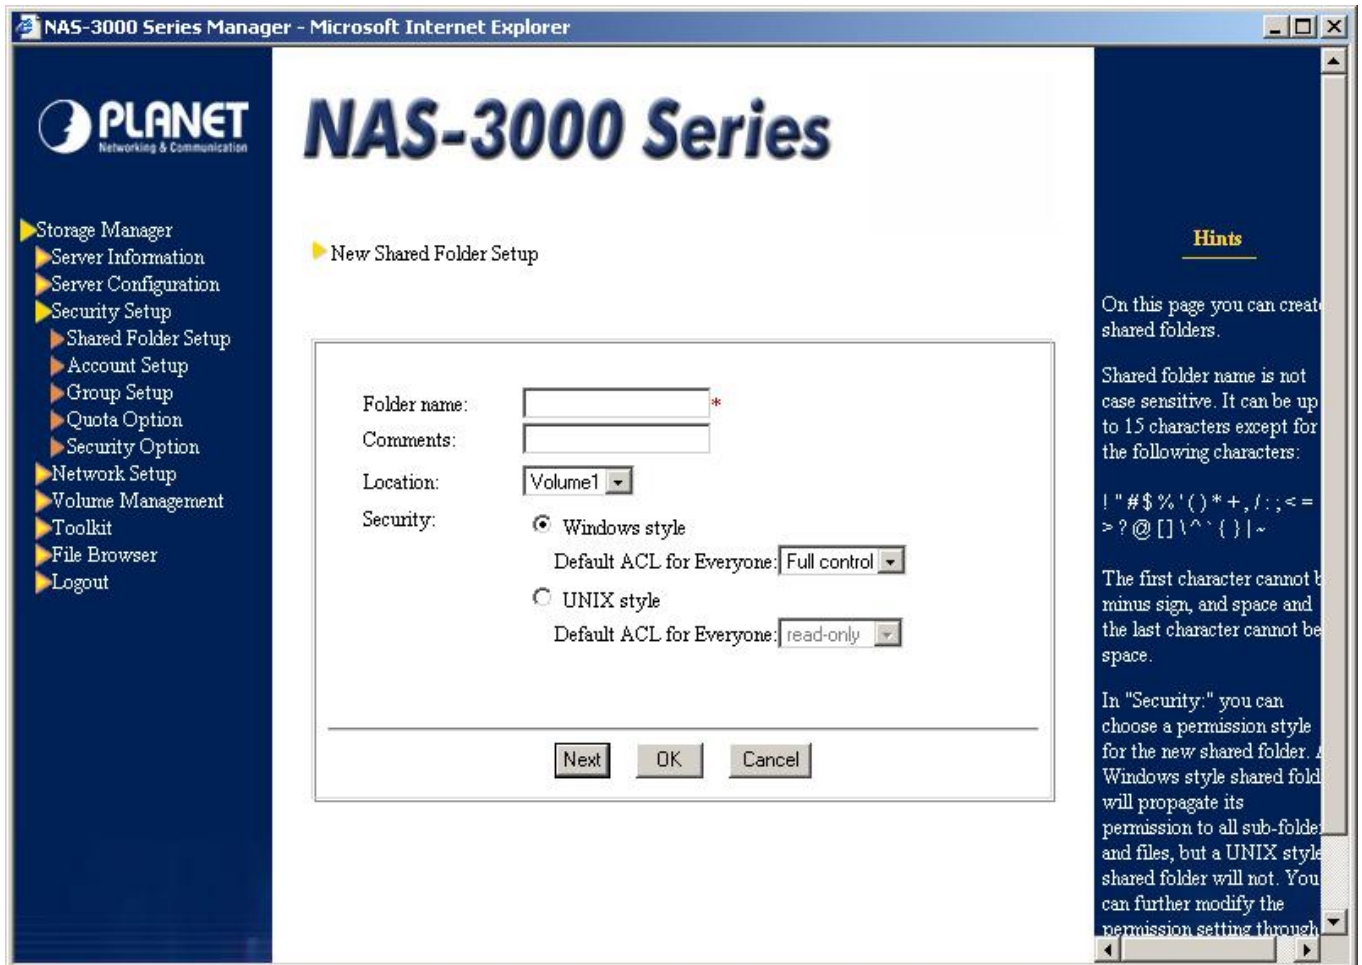 NAS-3000 Series Manager - Microsoft Internet Explorer
PLANET
Networking & Communication
NAS-3000 Series
Storage Manager
Server Information
Server Configuration
Security Setup
Shared Folder Setup
Account Setup
Group Setup
Quota Option
Security Option
Network Setup
Volume Management
Toolkit
File Browser
Logout
New Shared Folder Setup
Folder name: *
Comments:
Location: Volume1
Security: Windows style
Default ACL for Everyone: Full control
UNIX style
Default ACL for Everyone: read-only
Next OK Cancel
Hints
On this page you can create
shared folders.
Shared folder name is not
case sensitive. It can be up
to 15 characters except for
the following characters:
! " # $ % ' ( ) * + , / : ; < =
> ? @ [ ] \ ^ ` { } | ~
The first character cannot b
minus sign, and space and
the last character cannot be
space.
In "Security:" you can
choose a permission style
for the new shared folder. A
Windows style shared fold
will propagate its
permission to all sub-folder
and files, but a UNIX style
shared folder will not. You
can further modify the
permission setting through